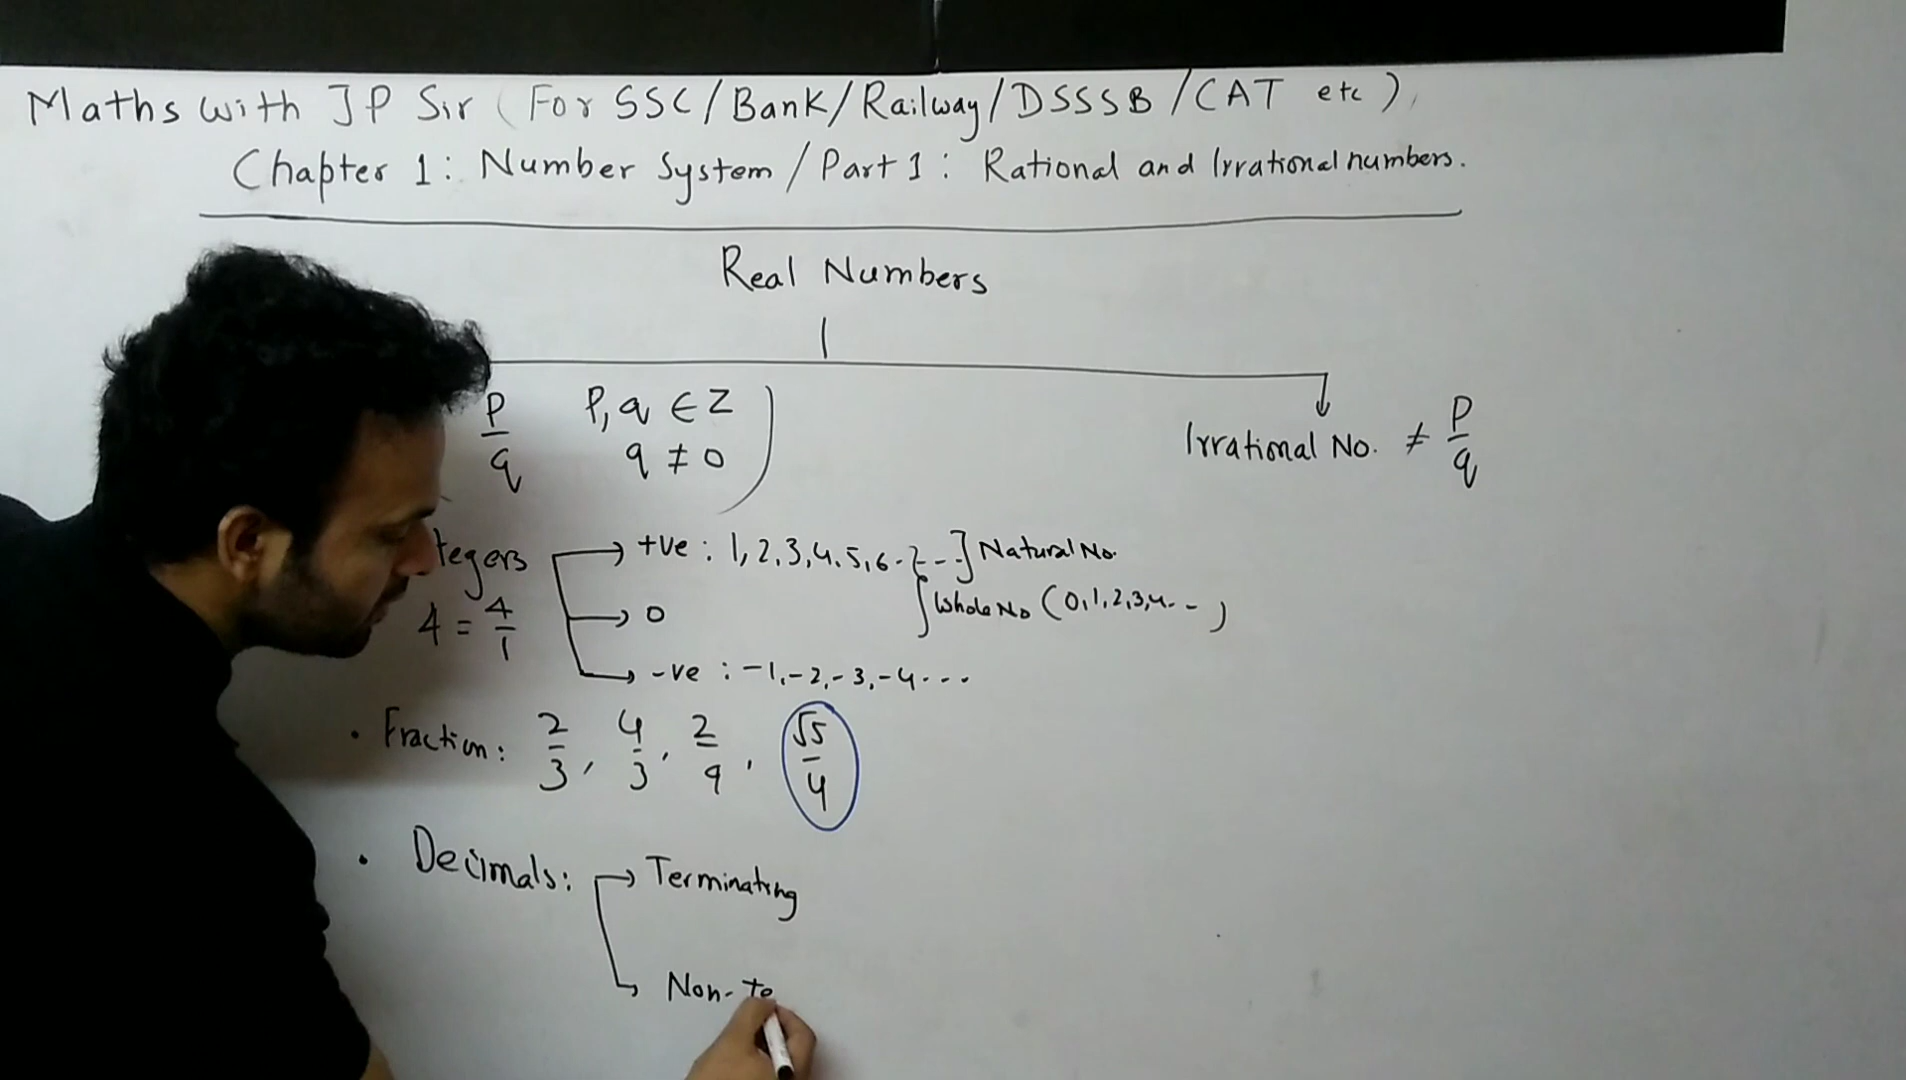 Maths with JP Sir (For SSC/Bank/Railway/DSSSB/CAT etc),
Chapter 1: Number System / Part 1: Rational and Irrational numbers.
Real Numbers
P/q P, q ∈ Z
q ≠ 0
Irrational No. ≠ P/q
tegers +ve : 1, 2, 3, 4, 5, 6 - - - ] Natural No.
4 = 4/1 0 Whole No (0, 1, 2, 3, 4 - - )
-ve : -1, -2, -3, -4 ...
• Fraction: 2/3, 4/3, 2/9, √5/4
• Decimals: Terminating
Non-te